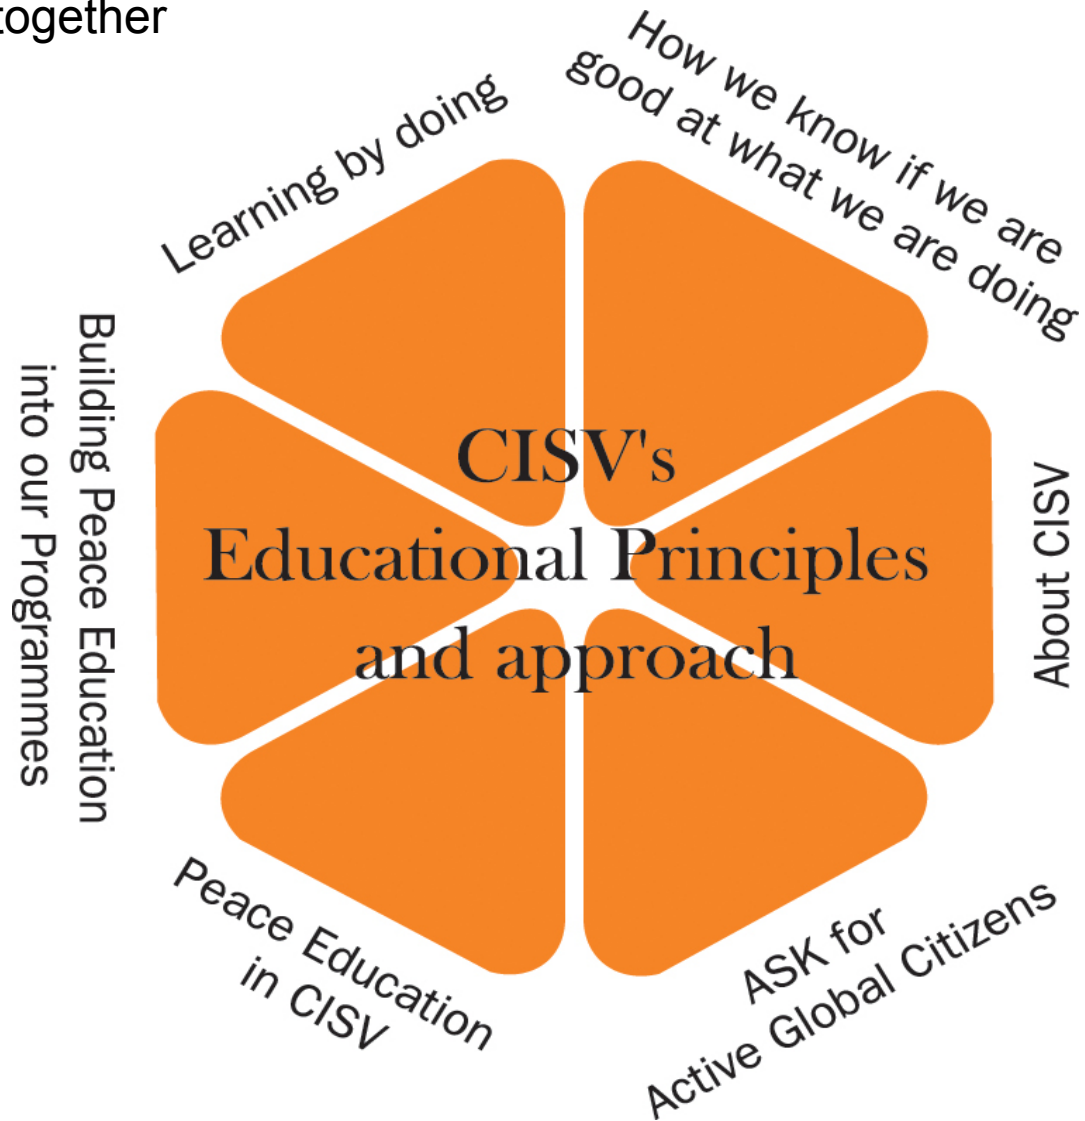 together
How we know if we are
good at what we are doing
Learning by doing
Building Peace Education
into our Programmes
CISV's
Educational Principles
and approach
About CISV
Peace Education
in CISV
ASK for
Active Global Citizens